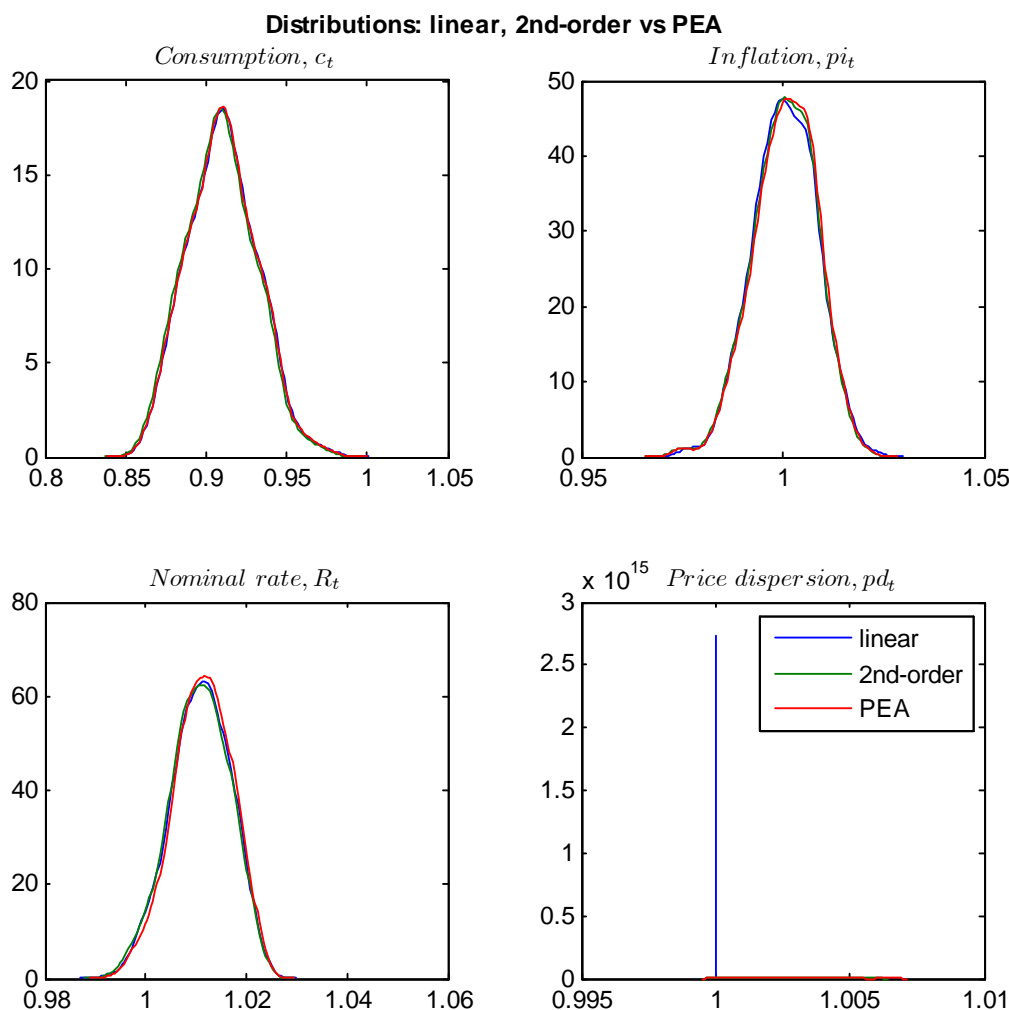 Distributions: linear, 2nd-order vs PEA
Consumption, c_t
20
15
10
5
0
0.8 0.85 0.9 0.95 1 1.05
Inflation, pi_t
50
40
30
20
10
0
0.95 1 1.05
Nominal rate, R_t
80
60
40
20
0
0.98 1 1.02 1.04 1.06
x 10^15 Price dispersion, pd_t
3
2.5
2
1.5
1
0.5
0
0.995 1 1.005 1.01
linear
2nd-order
PEA